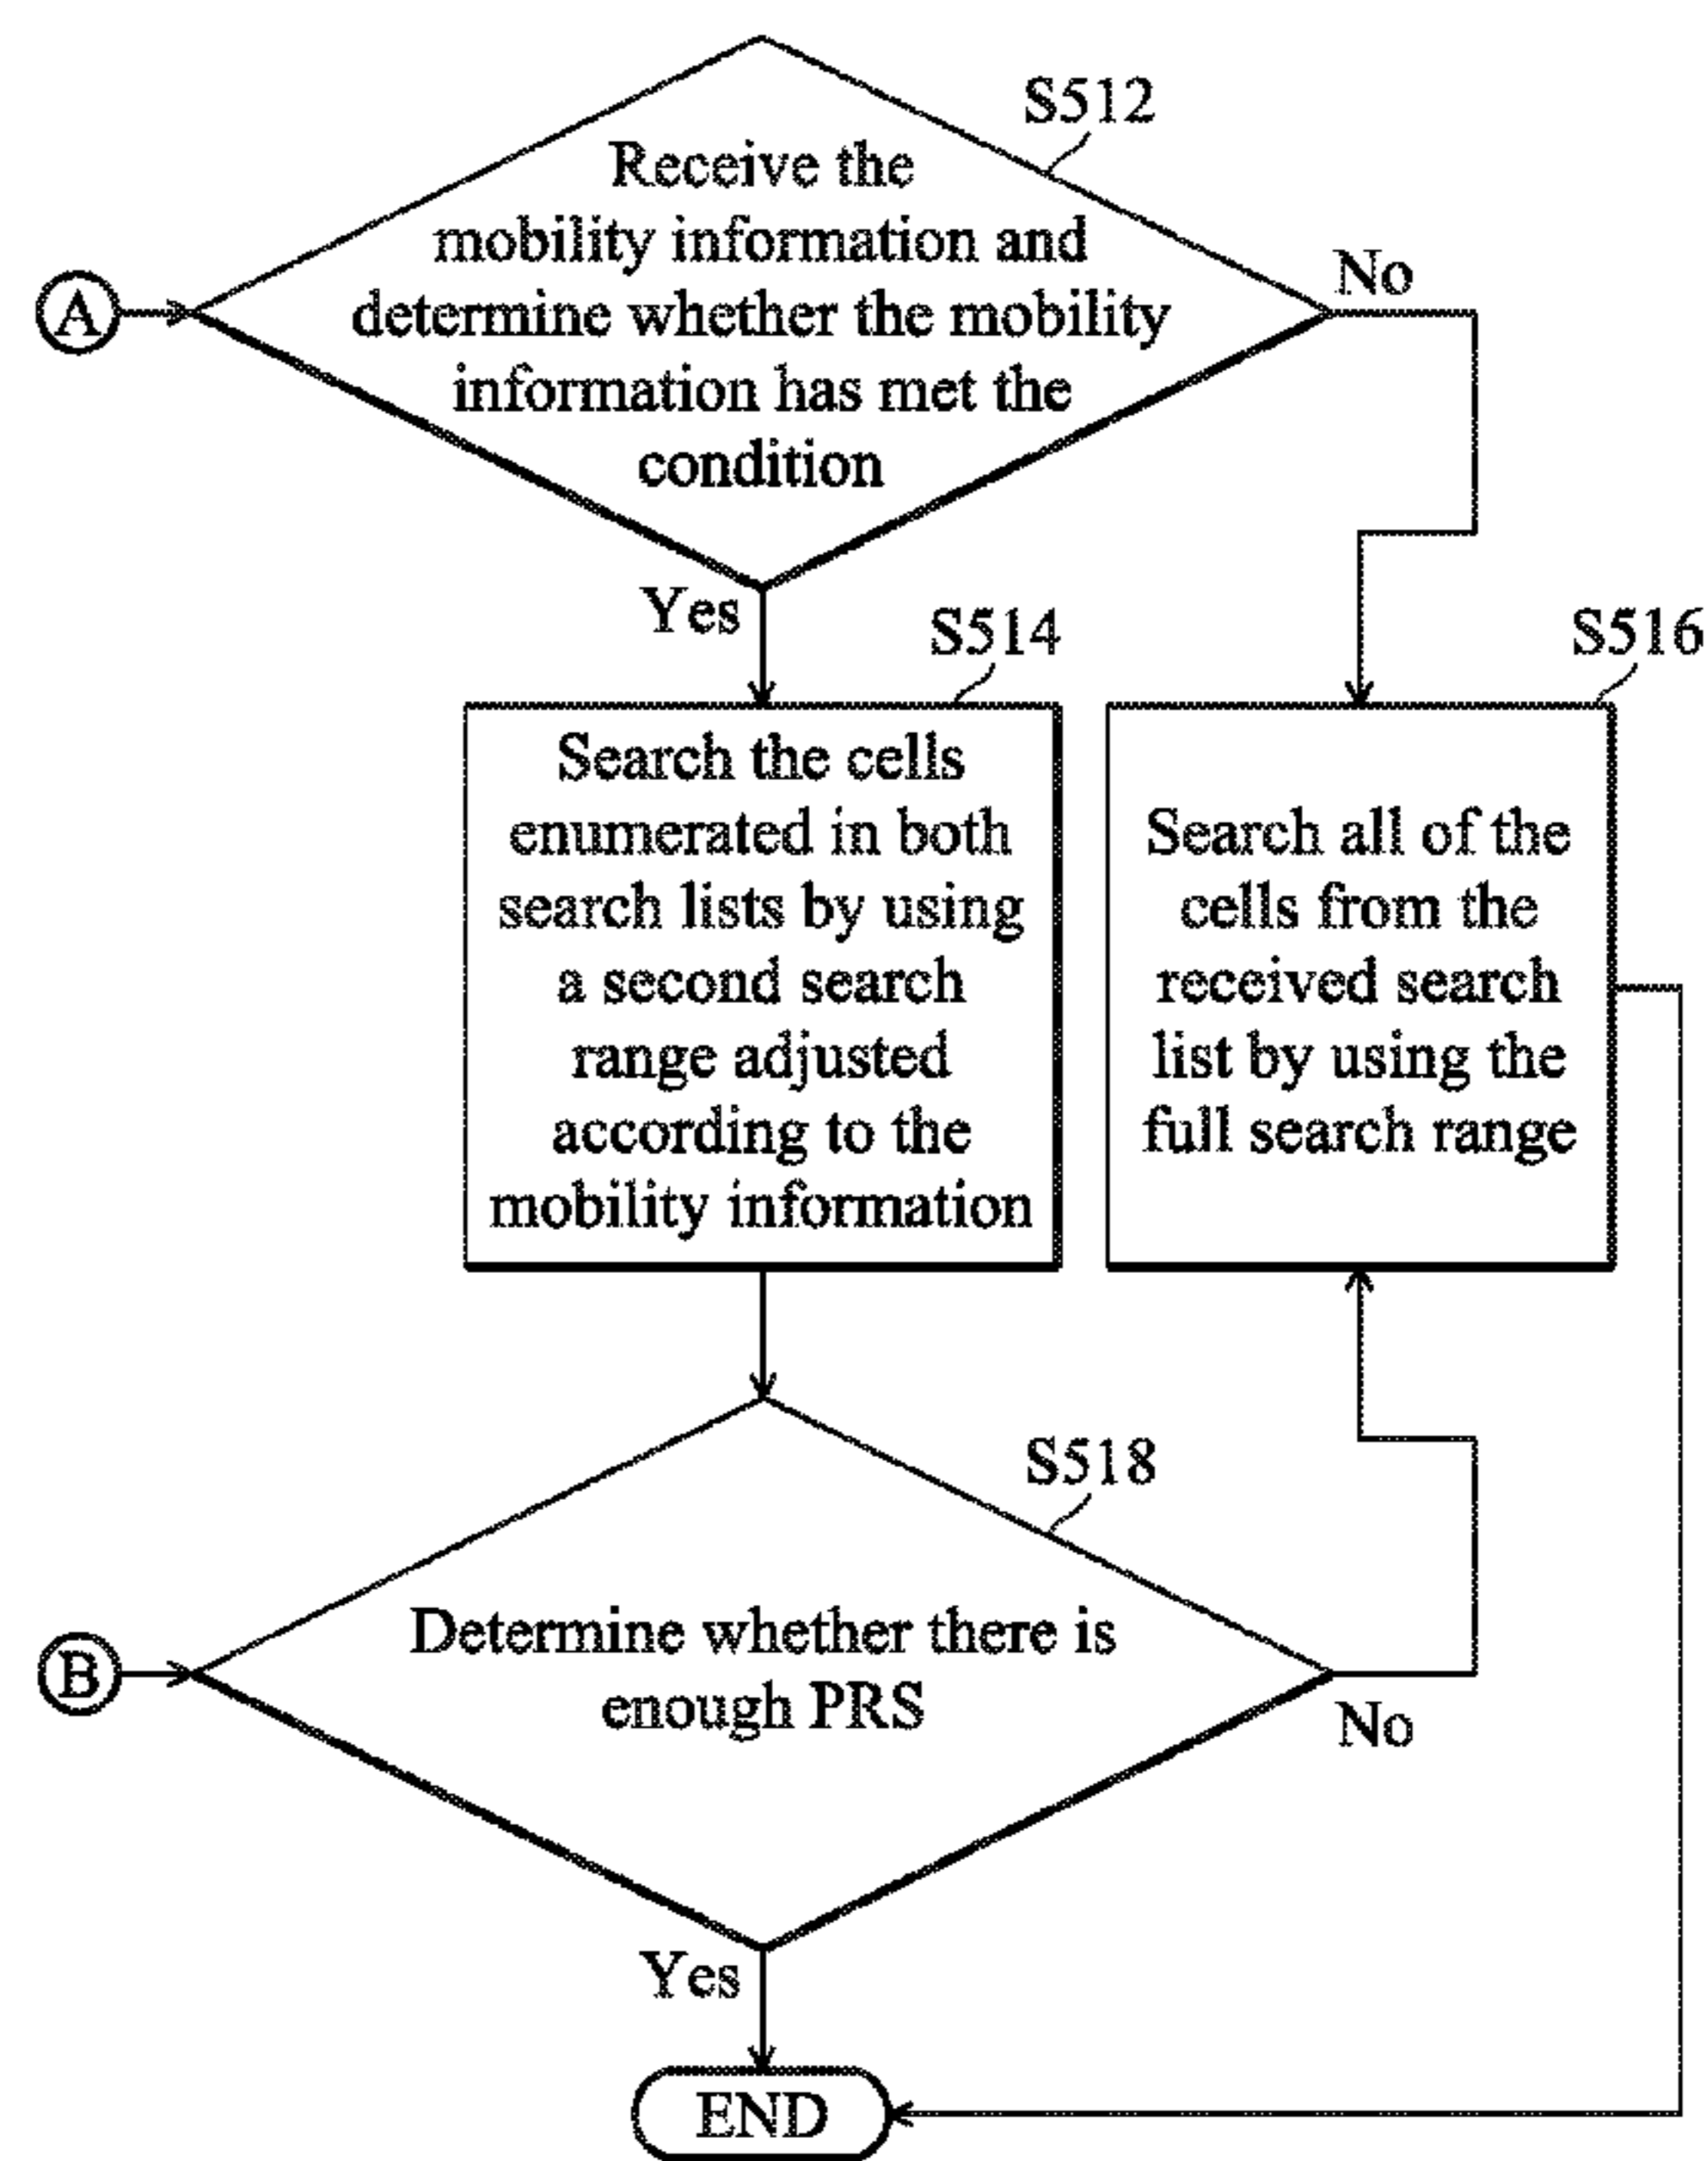 S512
Receive the
mobility information and
determine whether the mobility
information has met the
condition
A
No
Yes
S514
S516
Search the cells
enumerated in both
search lists by using
a second search
range adjusted
according to the
mobility information
Search all of the
cells from the
received search
list by using the
full search range
S518
Determine whether there is
enough PRS
B
No
Yes
END